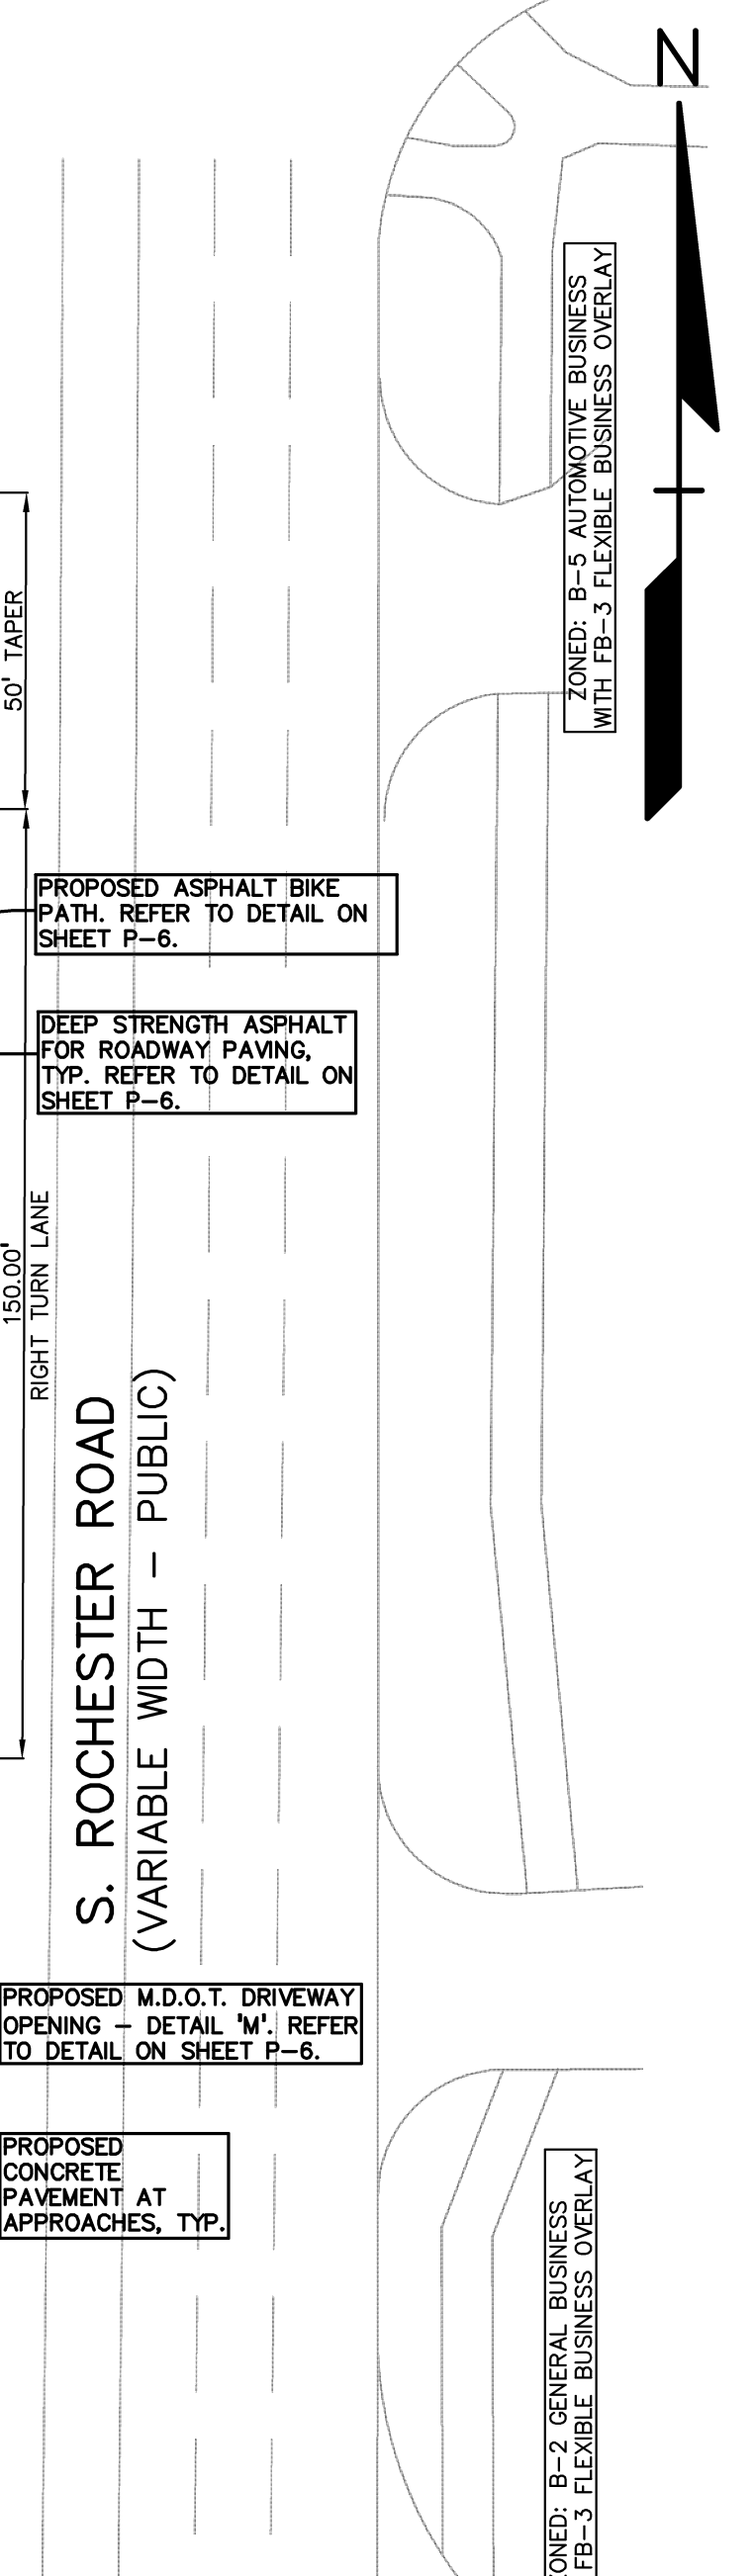 N
ZONED: B-5 AUTOMOTIVE BUSINESS
WITH FB-3 FLEXIBLE BUSINESS OVERLAY
50' TAPER
PROPOSED ASPHALT BIKE
PATH. REFER TO DETAIL ON
SHEET P-6.
DEEP STRENGTH ASPHALT
FOR ROADWAY PAVING,
TYP. REFER TO DETAIL ON
SHEET P-6.
150.00'
RIGHT TURN LANE
S. ROCHESTER ROAD
(VARIABLE WIDTH - PUBLIC)
PROPOSED M.D.O.T. DRIVEWAY
OPENING - DETAIL 'M'. REFER
TO DETAIL ON SHEET P-6.
PROPOSED
CONCRETE
PAVEMENT AT
APPROACHES, TYP.
B-2 GENERAL BUSINESS
FB-3 FLEXIBLE BUSINESS OVERLAY